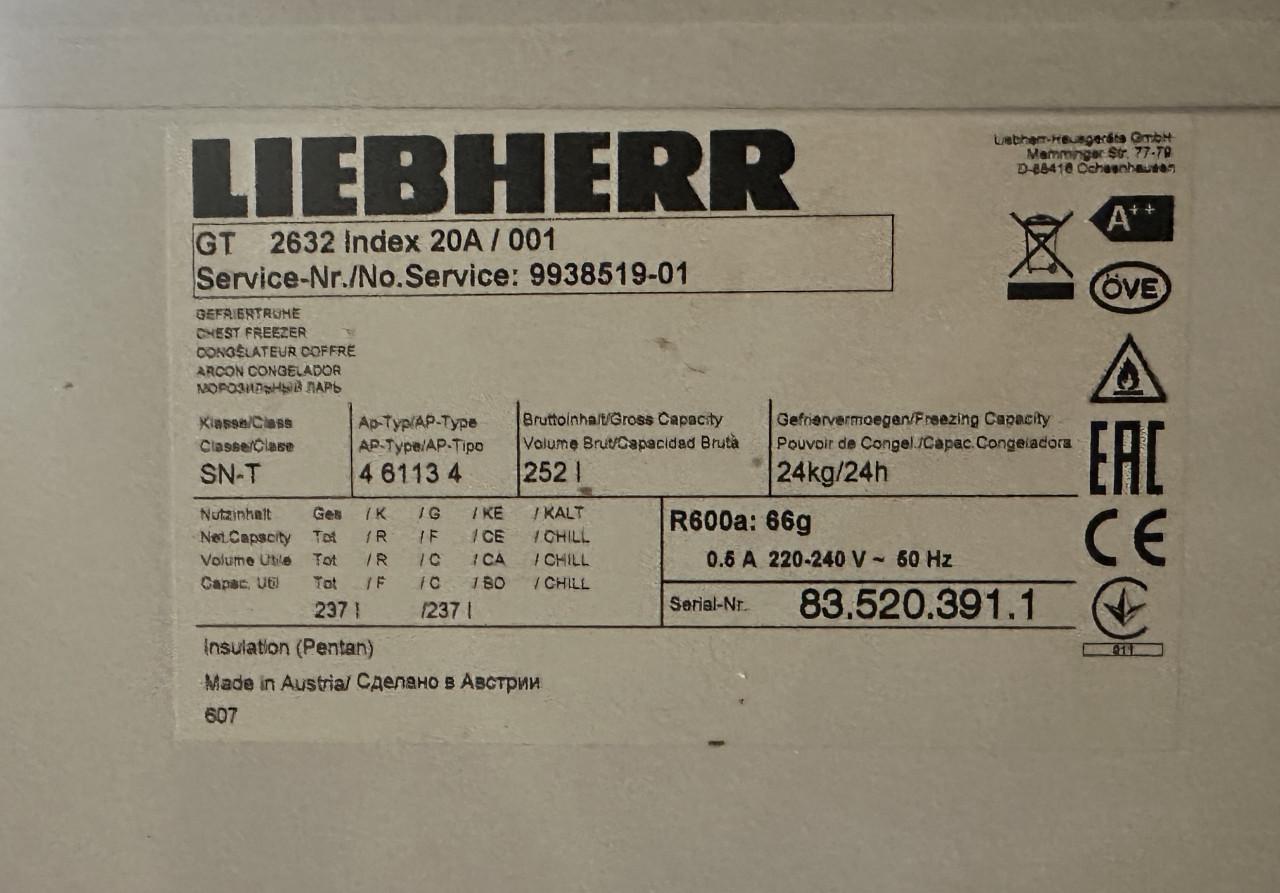 LIEBHERR
Liebherr-Hausgeräte GmbH
Memminger Str. 77-79
D-88416 Ochsenhausen
GT 2632 Index 20A / 001
Service-Nr./No.Service: 9938519-01
A++
ÖVE
GEFRIERTRUHE
CHEST FREEZER
CONGÈLATEUR COFFRE
ARCON CONGELADOR
МОРОЗИЛЬНЫЙ ЛАРЬ
Klasse/Class Ap-Typ/AP-Type Bruttoinhalt/Gross Capacity Gefriervermoegen/Freezing Capacity
Classe/Clase AP-Type/AP-Tipo Volume Brut/Capacidad Brutà Pouvoir de Congel./Capac.Congeladora
SN-T 4 6113 4 252 l 24kg/24h
EAC
Nutzinhalt Ges / K / G / KE / KALT
Net.Capacity Tot / R / F / CE / CHILL
Volume Utile Tot / R / C / CA / CHILL
Capac. Util Tot / F / C / BO / CHILL
237 l /237 l
R600a: 66g
0.5 A 220-240 V ~ 50 Hz
CE
Serial-Nr. 83.520.391.1
011
Insulation (Pentan)
Made in Austria/ Сделано в Австрии
607